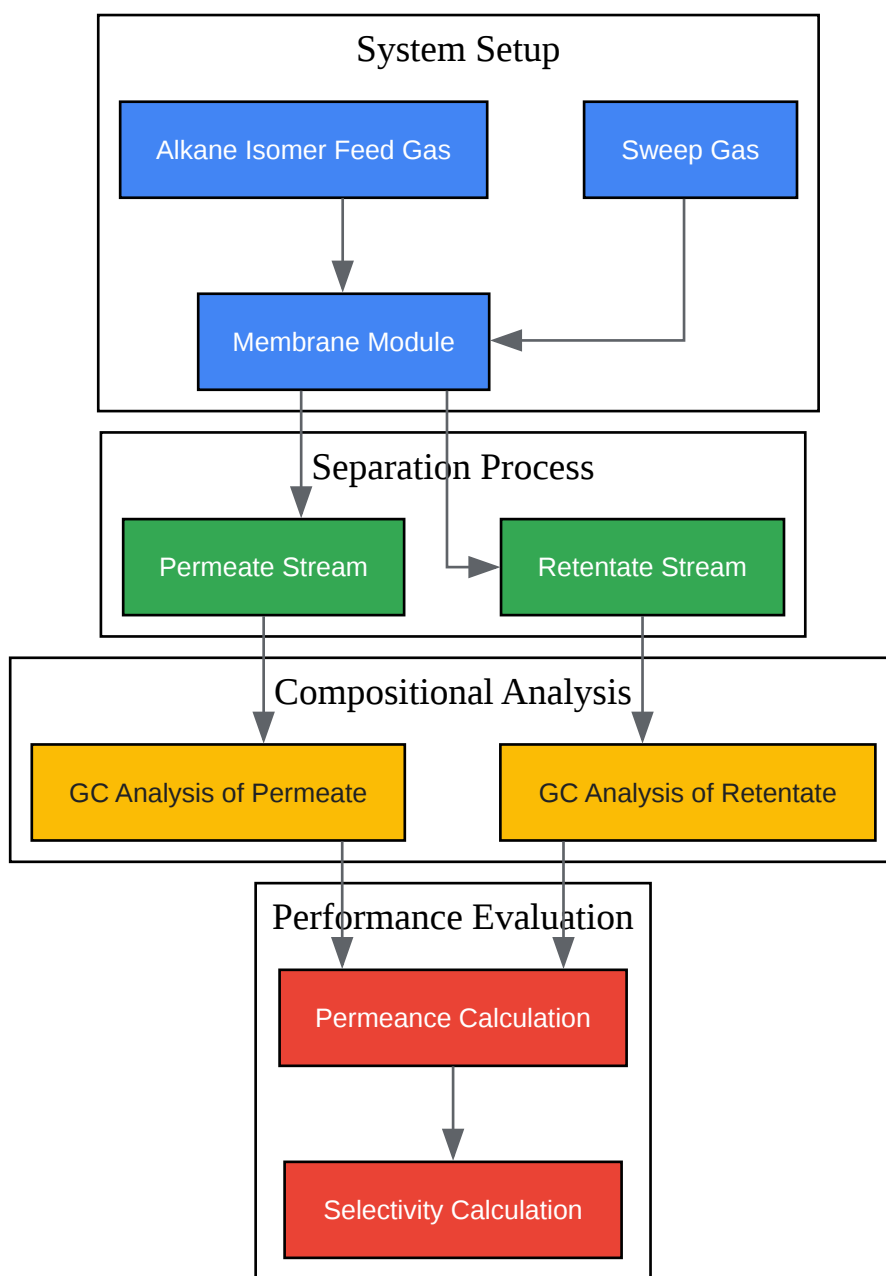 System Setup
Alkane Isomer Feed Gas
Sweep Gas
Membrane Module
Separation Process
Permeate Stream
Retentate Stream
Compositional Analysis
GC Analysis of Permeate
GC Analysis of Retentate
Performance Evaluation
Permeance Calculation
Selectivity Calculation